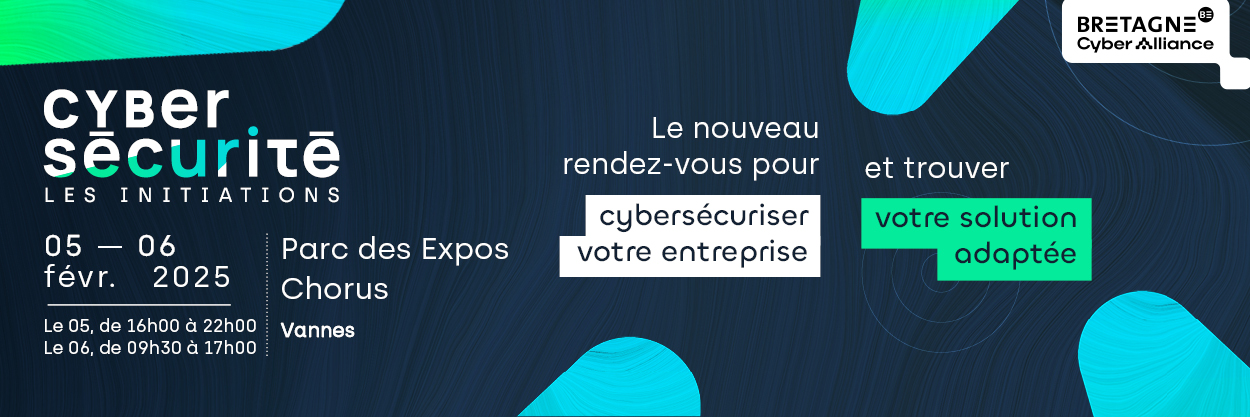 CYBer
sēcuriτē
LES INITIATIONS
05 — 06
févr. 2025
Le 05, de 16h00 à 22h00
Le 06, de 09h30 à 17h00
Parc des Expos
Chorus
Vannes
Le nouveau
rendez-vous pour
cybersécuriser
votre entreprise
et trouver
votre solution
adaptée
BRETAGNE BE
Cyber Alliance